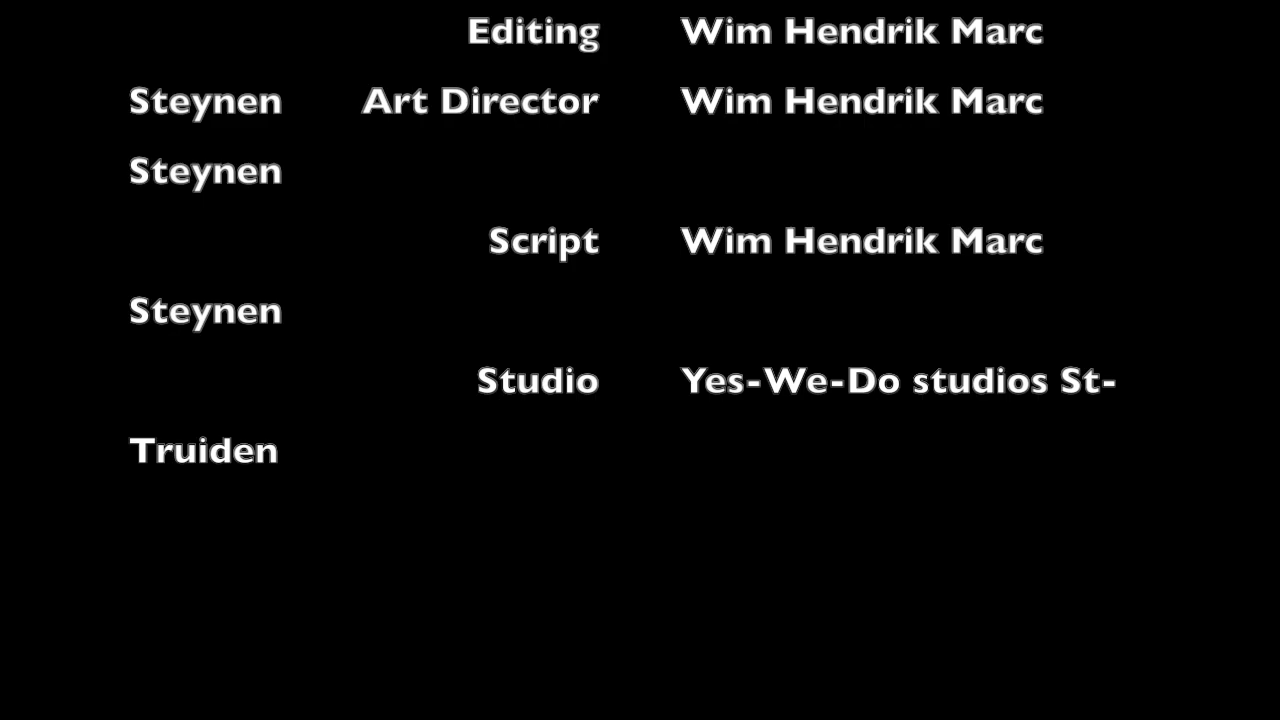 Editing Wim Hendrik Marc
Steynen Art Director Wim Hendrik Marc
Steynen
Script Wim Hendrik Marc
Steynen
Studio Yes-We-Do studios St-
Truiden